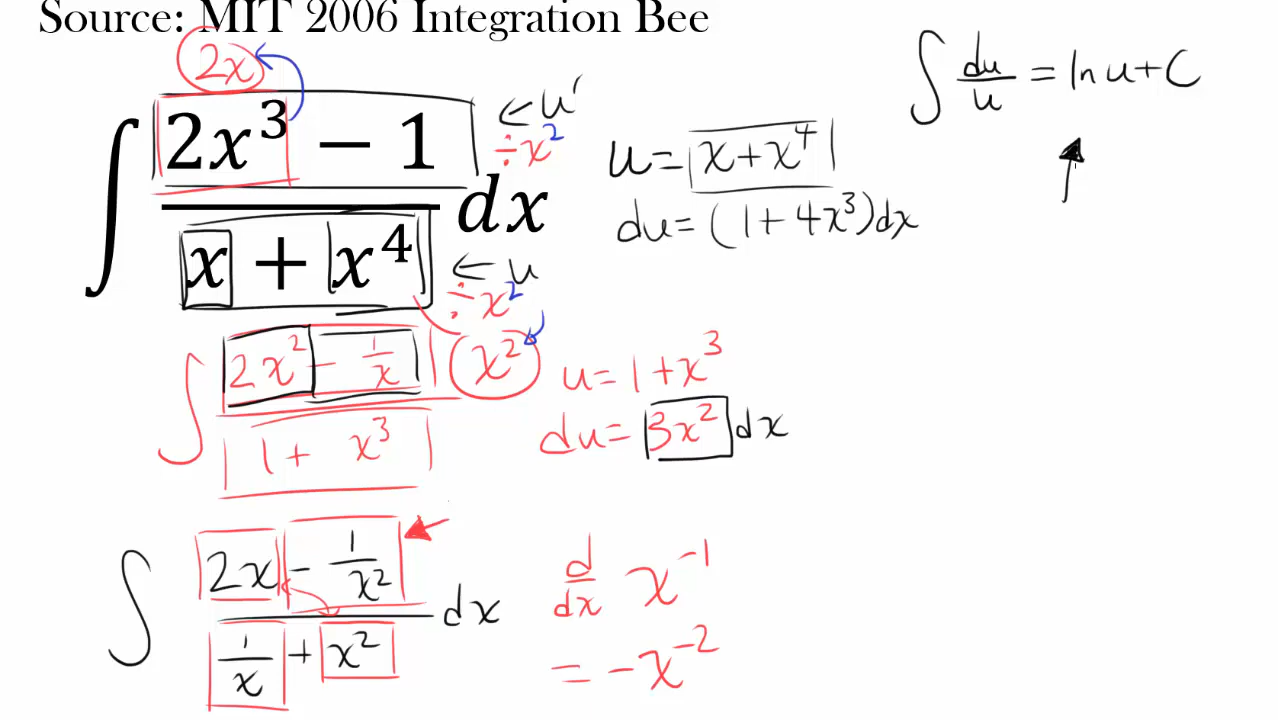 Source: MIT 2006 Integration Bee
2x
∫ (2x³ − 1)/(x + x⁴) dx
← u'
÷x²
← u
÷x²
∫ du/u = ln u + C
u = x + x⁴
du = (1 + 4x³)dx
∫ (2x² − 1/x)/(1 + x³)
x²
u = 1 + x³
du = 3x² dx
∫ (2x − 1/x²)/(1/x + x²) dx
d/dx x⁻¹
= −x⁻²